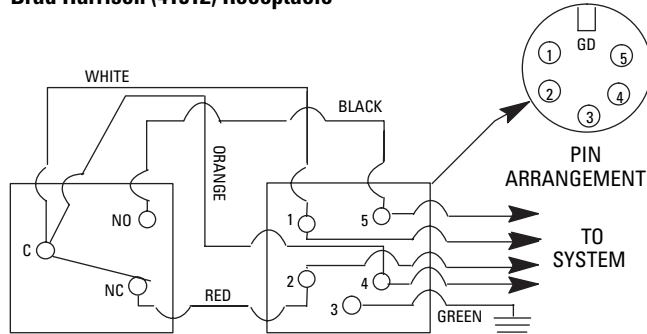 GD
1
5
2
4
3
PIN
ARRANGEMENT
WHITE
BLACK
ORANGE
NO
C
NC
RED
1
5
2
4
3
GREEN
TO
SYSTEM